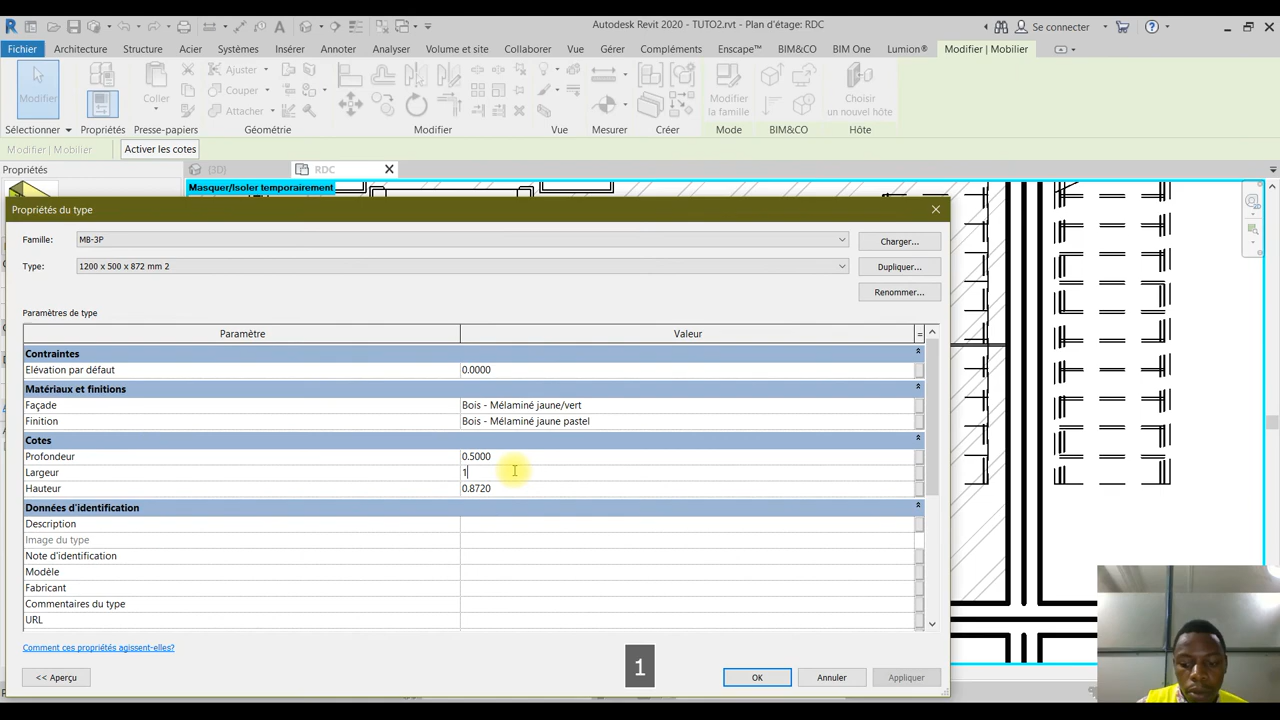 Autodesk Revit 2020 - TUTO2.rvt - Plan d'étage: RDC
Se connecter
Fichier Architecture Structure Acier Systèmes Insérer Annoter Analyser Volume et site Collaborer Vue Gérer Compléments Enscape™ BIM&CO BIM One Lumion® Modifier | Mobilier
Modifier
Coller
Ajuster
Couper
Attacher
Modifier
la famille
BIM&CO
Choisir
un nouvel hôte
Sélectionner Propriétés Presse-papiers Géométrie Modifier Vue Mesurer Créer Mode BIM&CO Hôte
Modifier | Mobilier Activer les cotes
Propriétés
(3D) RDC
Masquer/Isoler temporairement
Propriétés du type
Famille: MB-3P Charger...
Type: 1200 x 500 x 872 mm 2 Dupliquer...
Renommer...
Paramètres de type
Paramètre Valeur =
Contraintes
Elévation par défaut 0.0000
Matériaux et finitions
Façade Bois - Mélaminé jaune/vert
Finition Bois - Mélaminé jaune pastel
Cotes
Profondeur 0.5000
Largeur 1
Hauteur 0.8720
Données d'identification
Description
Image du type
Note d'identification
Modèle
Fabricant
Commentaires du type
URL
Comment ces propriétés agissent-elles?
1
<< Aperçu OK Annuler Appliquer